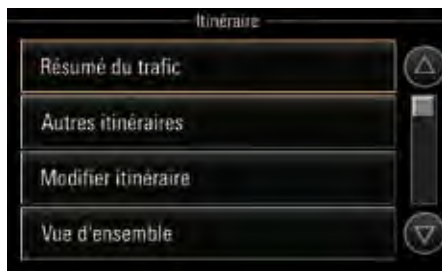 Itinéraire
Résumé du trafic
Autres itinéraires
Modifier itinéraire
Vue d'ensemble